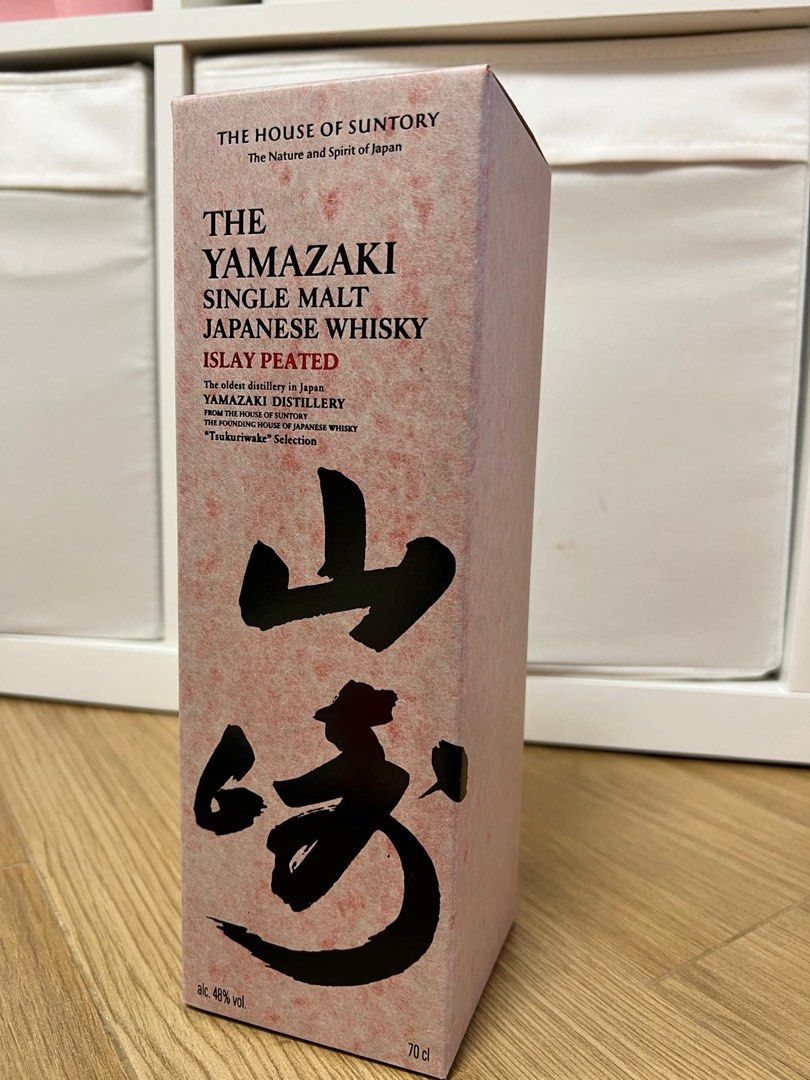 THE HOUSE OF SUNTORY
The Nature and Spirit of Japan
THE
YAMAZAKI
SINGLE MALT
JAPANESE WHISKY
ISLAY PEATED
The oldest distillery in Japan
YAMAZAKI DISTILLERY
FROM THE HOUSE OF SUNTORY
THE FOUNDING HOUSE OF JAPANESE WHISKY
"Tsukuriwake" Selection
山
崎
alc. 48% vol.
70 cl